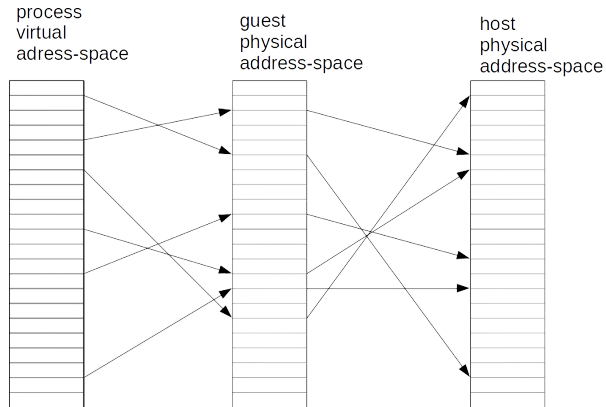 process
virtual
adress-space
guest
physical
address-space
host
physical
address-space